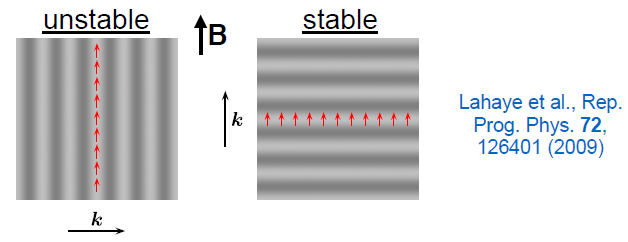 unstable
B
stable
k
Lahaye et al., Rep.
Prog. Phys. 72,
126401 (2009)
k